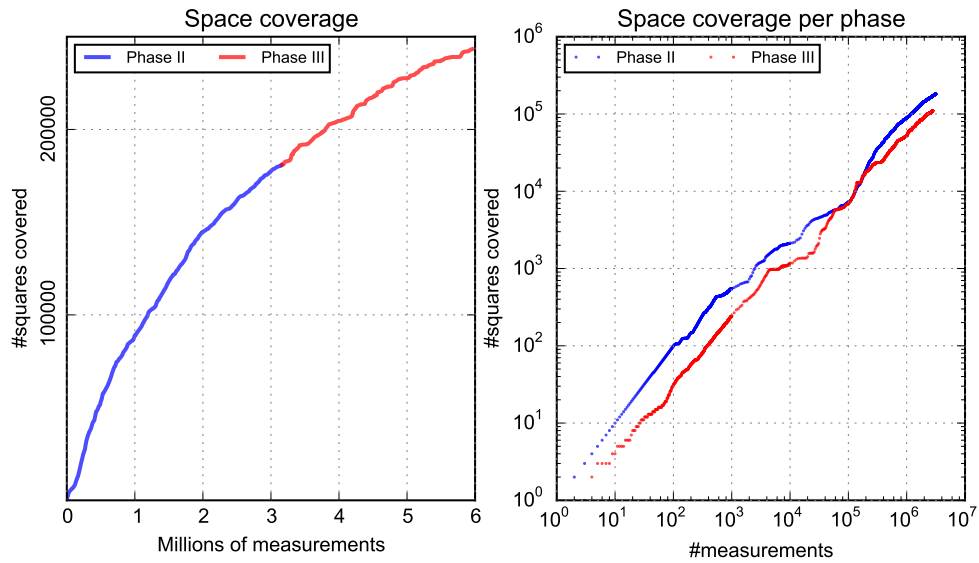 Space coverage
Phase II
Phase III
#squares covered
200000
100000
0 1 2 3 4 5 6
Millions of measurements
Space coverage per phase
Phase II
Phase III
#squares covered
10^6
10^5
10^4
10^3
10^2
10^1
10^0
10^0 10^1 10^2 10^3 10^4 10^5 10^6 10^7
#measurements